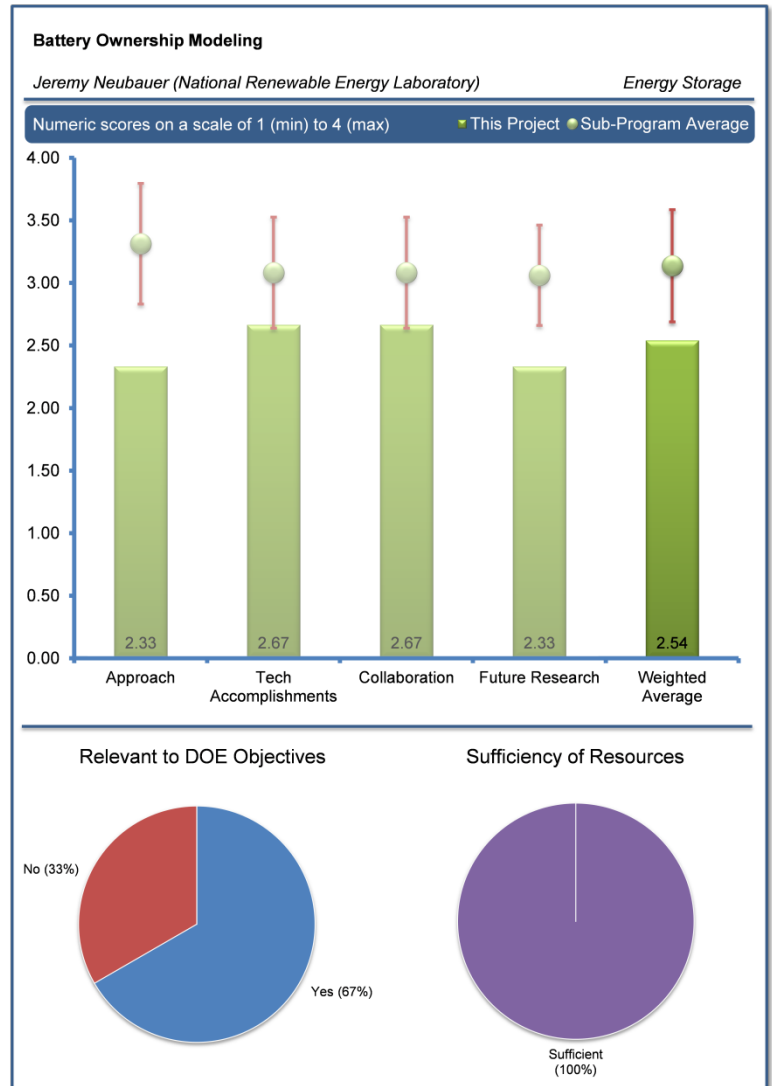 Battery Ownership Modeling
Jeremy Neubauer (National Renewable Energy Laboratory) Energy Storage
Numeric scores on a scale of 1 (min) to 4 (max) This Project Sub-Program Average
4.00
3.50
3.00
2.50
2.00
1.50
1.00
0.50
0.00
2.33 2.67 2.67 2.33 2.54
Approach Tech Collaboration Future Research Weighted
Accomplishments Average
Relevant to DOE Objectives Sufficiency of Resources
No (33%)
Yes (67%)
Sufficient
(100%)